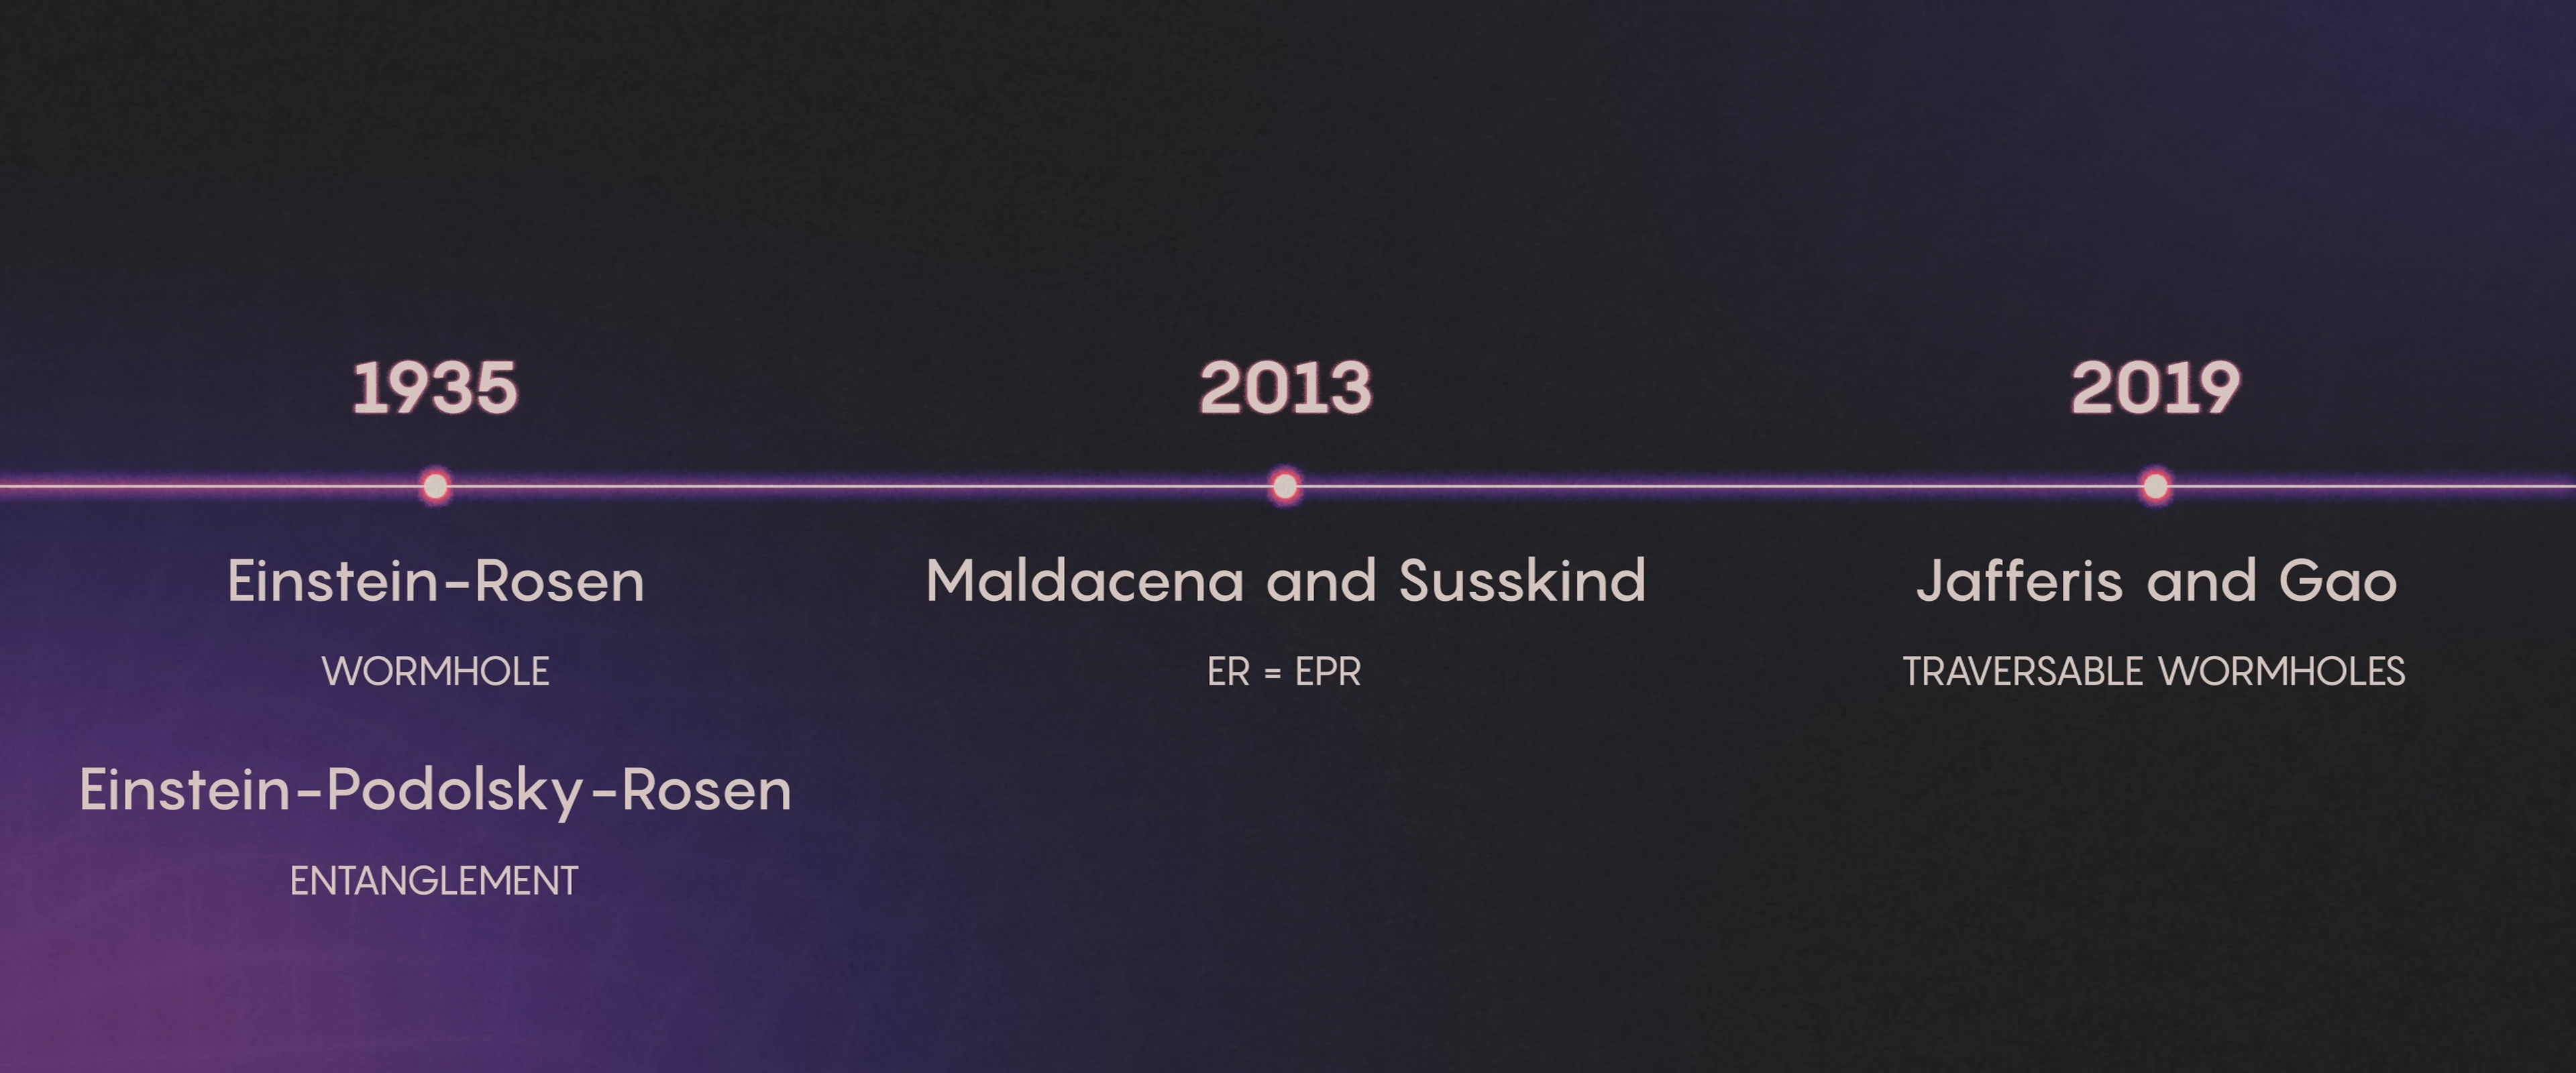 1935
Einstein-Rosen
WORMHOLE
Einstein-Podolsky-Rosen
ENTANGLEMENT
2013
Maldacena and Susskind
ER = EPR
2019
Jafferis and Gao
TRAVERSABLE WORMHOLES